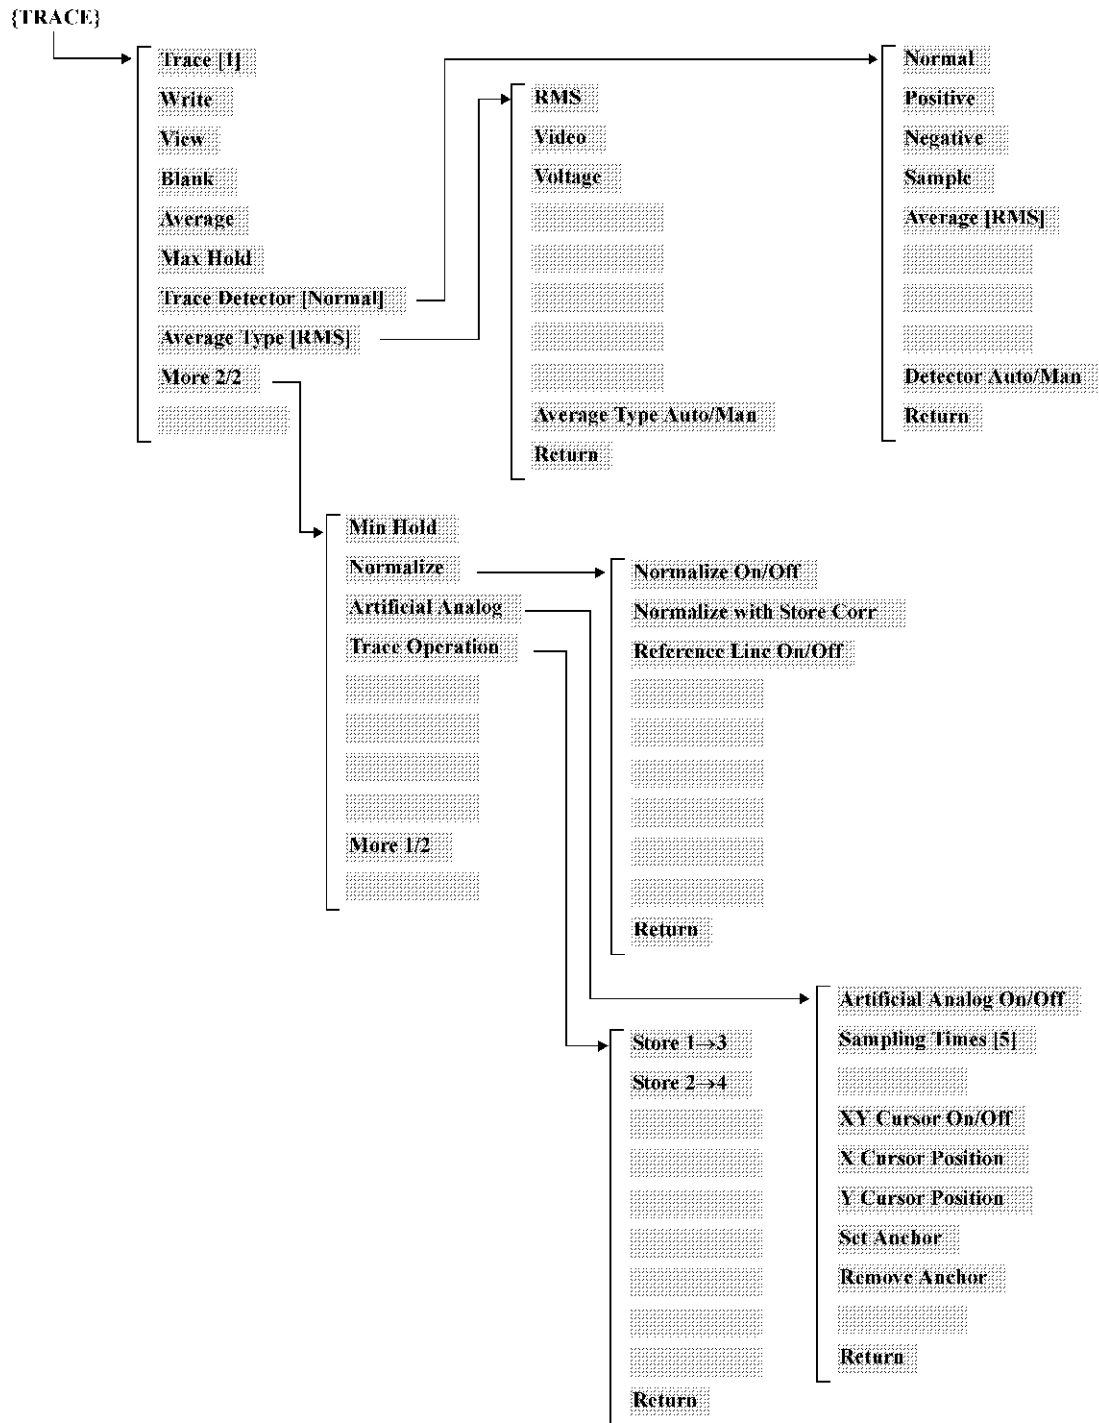 {TRACE}
Trace [1]
Write
View
Blank
Average
Max Hold
Trace Detector [Normal]
Average Type [RMS]
More 2/2
RMS
Video
Voltage
Average Type Auto/Man
Return
Normal
Positive
Negative
Sample
Average [RMS]
Detector Auto/Man
Return
Min Hold
Normalize
Artificial Analog
Trace Operation
More 1/2
Normalize On/Off
Normalize with Store Corr
Reference Line On/Off
Return
Artificial Analog On/Off
Sampling Times [5]
XY Cursor On/Off
X Cursor Position
Y Cursor Position
Set Anchor
Remove Anchor
Return
Store 1→3
Store 2→4
Return